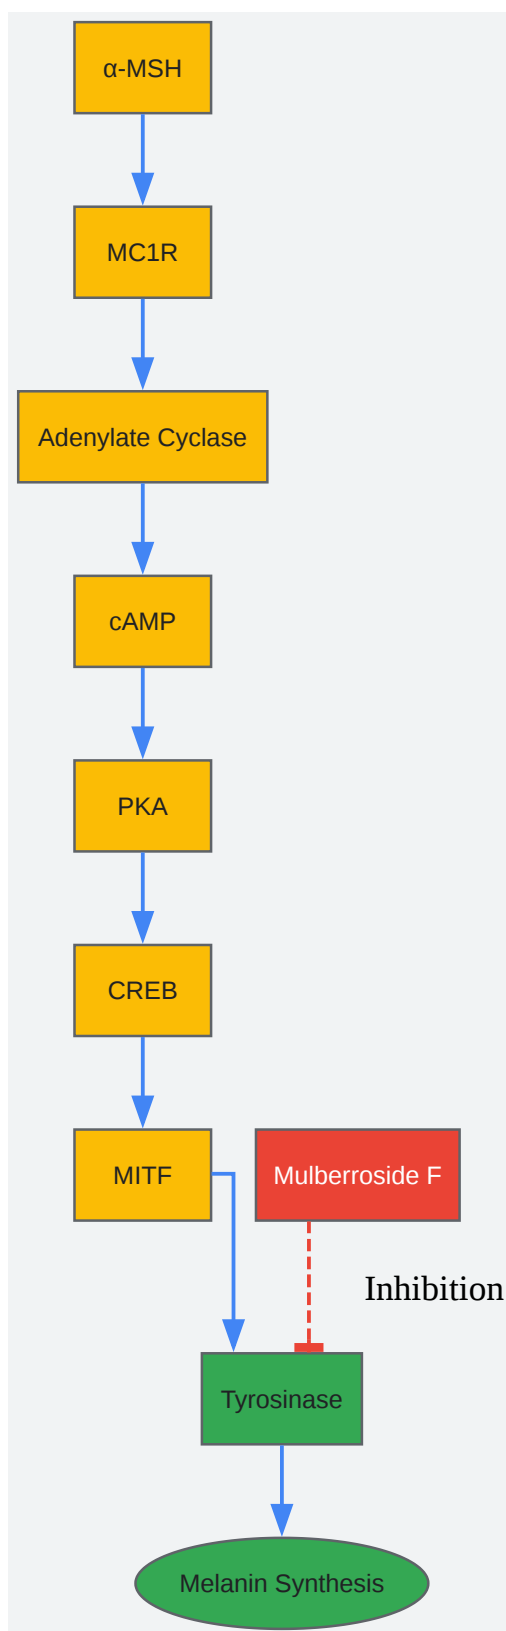 α-MSH
MC1R
Adenylate Cyclase
cAMP
PKA
CREB
MITF
Mulberroside F
Inhibition
Tyrosinase
Melanin Synthesis